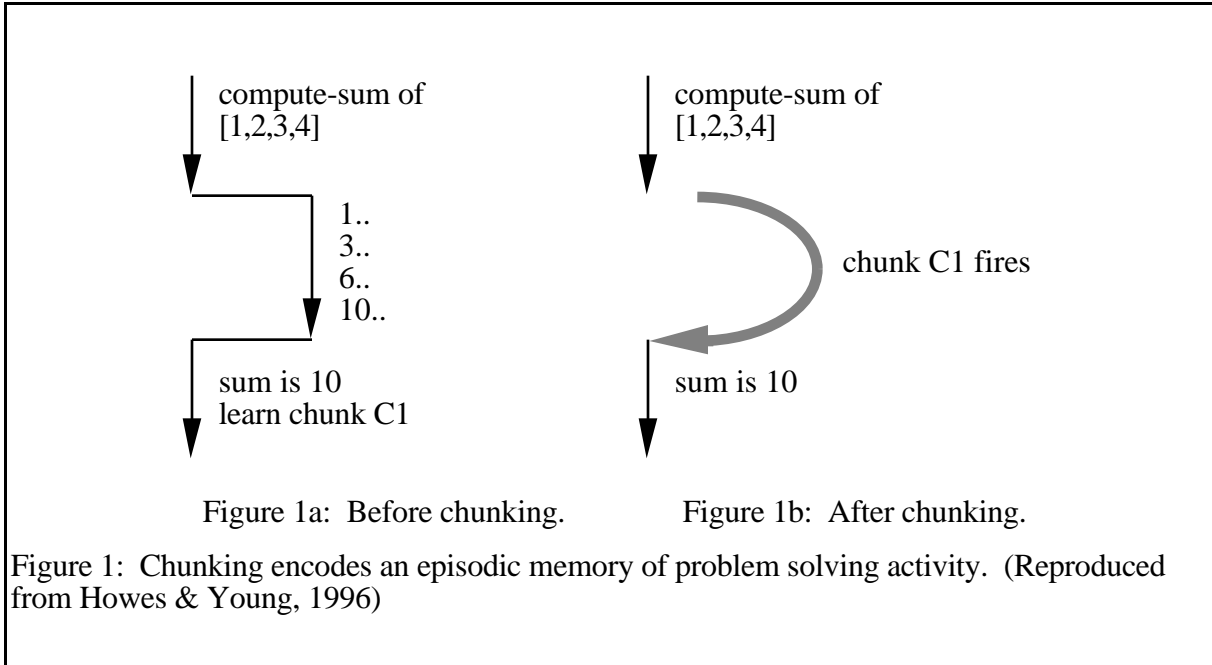 compute-sum of
[1,2,3,4]
1..
3..
6..
10..
sum is 10
learn chunk C1
Figure 1a: Before chunking.
compute-sum of
[1,2,3,4]
chunk C1 fires
sum is 10
Figure 1b: After chunking.
Figure 1: Chunking encodes an episodic memory of problem solving activity. (Reproduced
from Howes & Young, 1996)